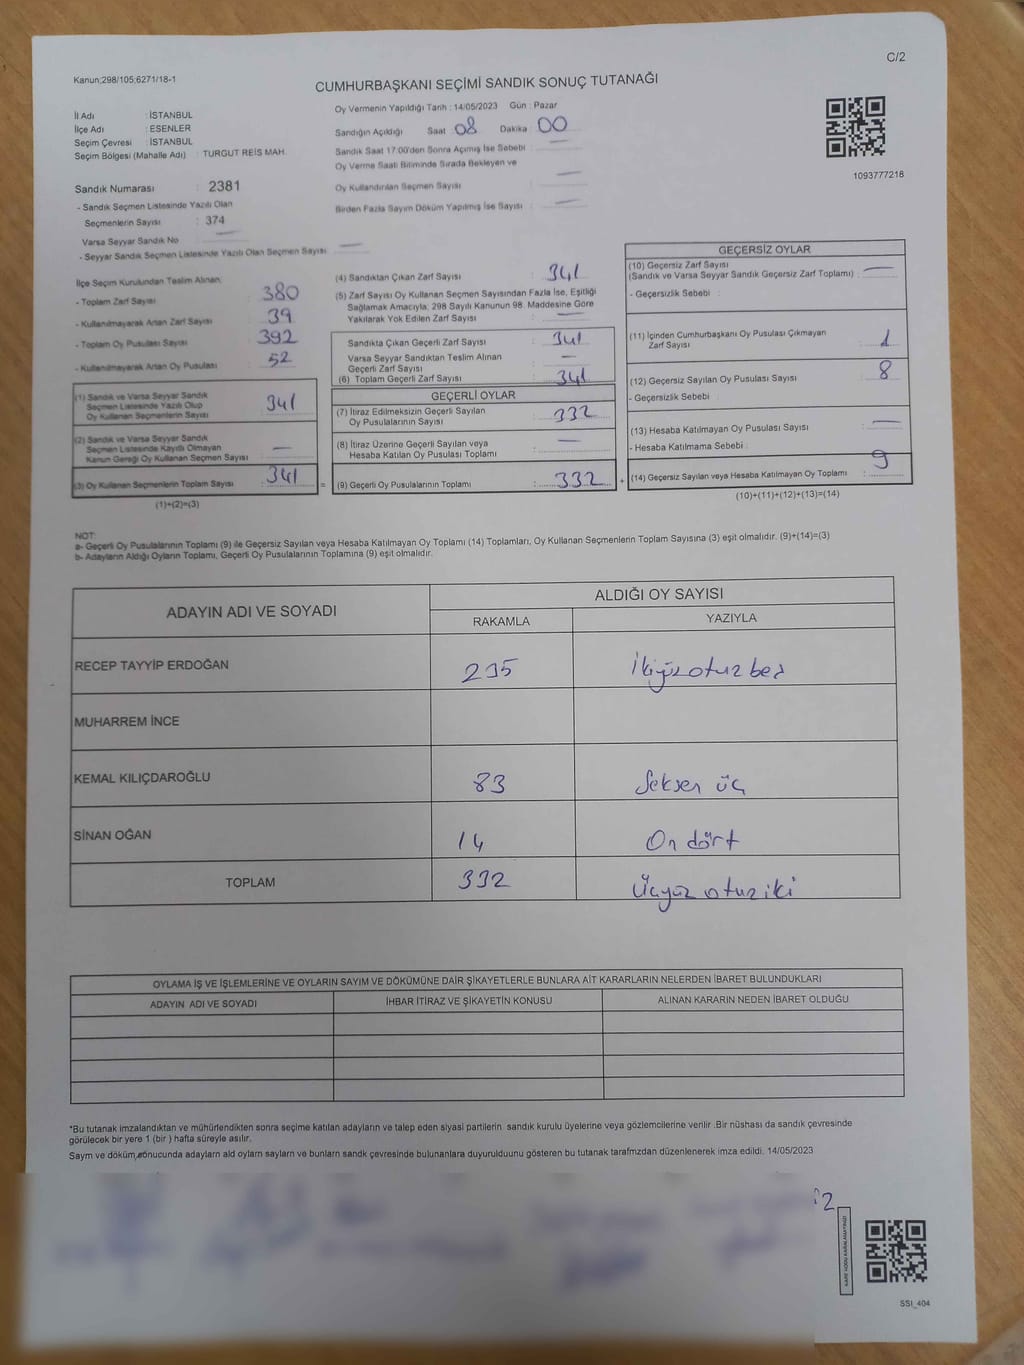 C/2
Kanun;298/105;6271/18-1
CUMHURBAŞKANI SEÇİMİ SANDIK SONUÇ TUTANAĞI
1093777218
İl Adı : İSTANBUL
İlçe Adı : ESENLER
Seçim Çevresi : İSTANBUL
Seçim Bölgesi (Mahalle Adı) : TURGUT REİS MAH.
Sandık Numarası : 2381
- Sandık Seçmen Listesinde Yazılı Olan
Seçmenlerin Sayısı : 374
Varsa Seyyar Sandık No
- Seyyar Sandık Seçmen Listesinde Yazılı Olan Seçmen Sayısı
Oy Vermenin Yapıldığı Tarih : 14/05/2023 Gün : Pazar
Sandığın Açıldığı Saat 08 Dakika 00
Sandık Saat 17:00'den Sonra Açımış İse Sebebi :
Oy Verme Saati Bitiminde Sırada Bekleyen ve
Oy Kullandırılan Seçmen Sayısı
Birden Fazla Sayım Döküm Yapılmış İse Sayısı :
İlçe Seçim Kurulundan Teslim Alınan:
- Toplam Zarf Sayısı 380
- Kullanılmayarak Artan Zarf Sayısı 39
- Toplam Oy Pusulası Sayısı 392
- Kullanılmayarak Artan Oy Pusulası 52
(1) Sandık ve Varsa Seyyar Sandık
Seçmen Listesinde Yazılı Olup
Oy Kullanan Seçmenlerin Sayısı 341
(2) Sandık ve Varsa Seyyar Sandık
Seçmen Listesinde Kayıtlı Olmayan
Kanun Gereği Oy Kullanan Seçmen Sayısı
(3) Oy Kullanan Seçmenlerin Toplam Sayısı 341
(1)+(2)=(3)
(4) Sandıktan Çıkan Zarf Sayısı : 341
(5) Zarf Sayısı Oy Kullanan Seçmen Sayısından Fazla İse, Eşitliği
Sağlamak Amacıyla, 298 Sayılı Kanunun 98. Maddesine Göre
Yakılarak Yok Edilen Zarf Sayısı
Sandıkta Çıkan Geçerli Zarf Sayısı : 341
Varsa Seyyar Sandıktan Teslim Alınan
Geçerli Zarf Sayısı
(6) Toplam Geçerli Zarf Sayısı : 341
GEÇERLİ OYLAR
(7) İtiraz Edilmeksizin Geçerli Sayılan
Oy Pusulalarının Sayısı : 332
(8) İtiraz Üzerine Geçerli Sayılan veya
Hesaba Katılan Oy Pusulası Toplamı
(9) Geçerli Oy Pusulalarının Toplamı : 332
=
+
GEÇERSİZ OYLAR
(10) Geçersiz Zarf Sayısı
(Sandık ve Varsa Seyyar Sandık Geçersiz Zarf Toplamı) :
- Geçersizlik Sebebi :
(11) İçinden Cumhurbaşkanı Oy Pusulası Çıkmayan
Zarf Sayısı 1
(12) Geçersiz Sayılan Oy Pusulası Sayısı : 8
- Geçersizlik Sebebi :
(13) Hesaba Katılmayan Oy Pusulası Sayısı :
- Hesaba Katılmama Sebebi :
(14) Geçersiz Sayılan veya Hesaba Katılmayan Oy Toplamı : 9
(10)+(11)+(12)+(13)=(14)
NOT:
a- Geçerli Oy Pusulalarının Toplamı (9) ile Geçersiz Sayılan veya Hesaba Katılmayan Oy Toplamı (14) Toplamları, Oy Kullanan Seçmenlerin Toplam Sayısına (3) eşit olmalıdır. (9)+(14)=(3)
b- Adayların Aldığı Oyların Toplamı, Geçerli Oy Pusulalarının Toplamına (9) eşit olmalıdır.
ADAYIN ADI VE SOYADI
ALDIĞI OY SAYISI
RAKAMLA YAZIYLA
RECEP TAYYİP ERDOĞAN 235 İkiyüzotuz beş
MUHARREM İNCE
KEMAL KILIÇDAROĞLU 83 Seksen üç
SİNAN OĞAN 14 On dört
TOPLAM 332 Üçyüz otuz iki
OYLAMA İŞ VE İŞLEMLERİNE VE OYLARIN SAYIM VE DÖKÜMÜNE DAİR ŞİKAYETLERLE BUNLARA AİT KARARLARIN NELERDEN İBARET BULUNDUKLARI
ADAYIN ADI VE SOYADI İHBAR İTİRAZ VE ŞİKAYETİN KONUSU ALINAN KARARIN NEDEN İBARET OLDUĞU
*Bu tutanak imzalandıktan ve mühürlendikten sonra seçime katılan adayların ve talep eden siyasi partilerin sandık kurulu üyelerine veya gözlemcilerine verilir .Bir nüshası da sandık çevresinde
görülecek bir yere 1 (bir ) hafta süreyle asılır.
Saym ve döküm sonucunda adaylarn ald oylarn saylarn ve bunlarn sandk çevresinde bulunanlara duyurulduunu gösteren bu tutanak tarafmzdan düzenlenerek imza edildi. 14/05/2023
KARE KODU KARALAMAYINIZ!
SSI_404